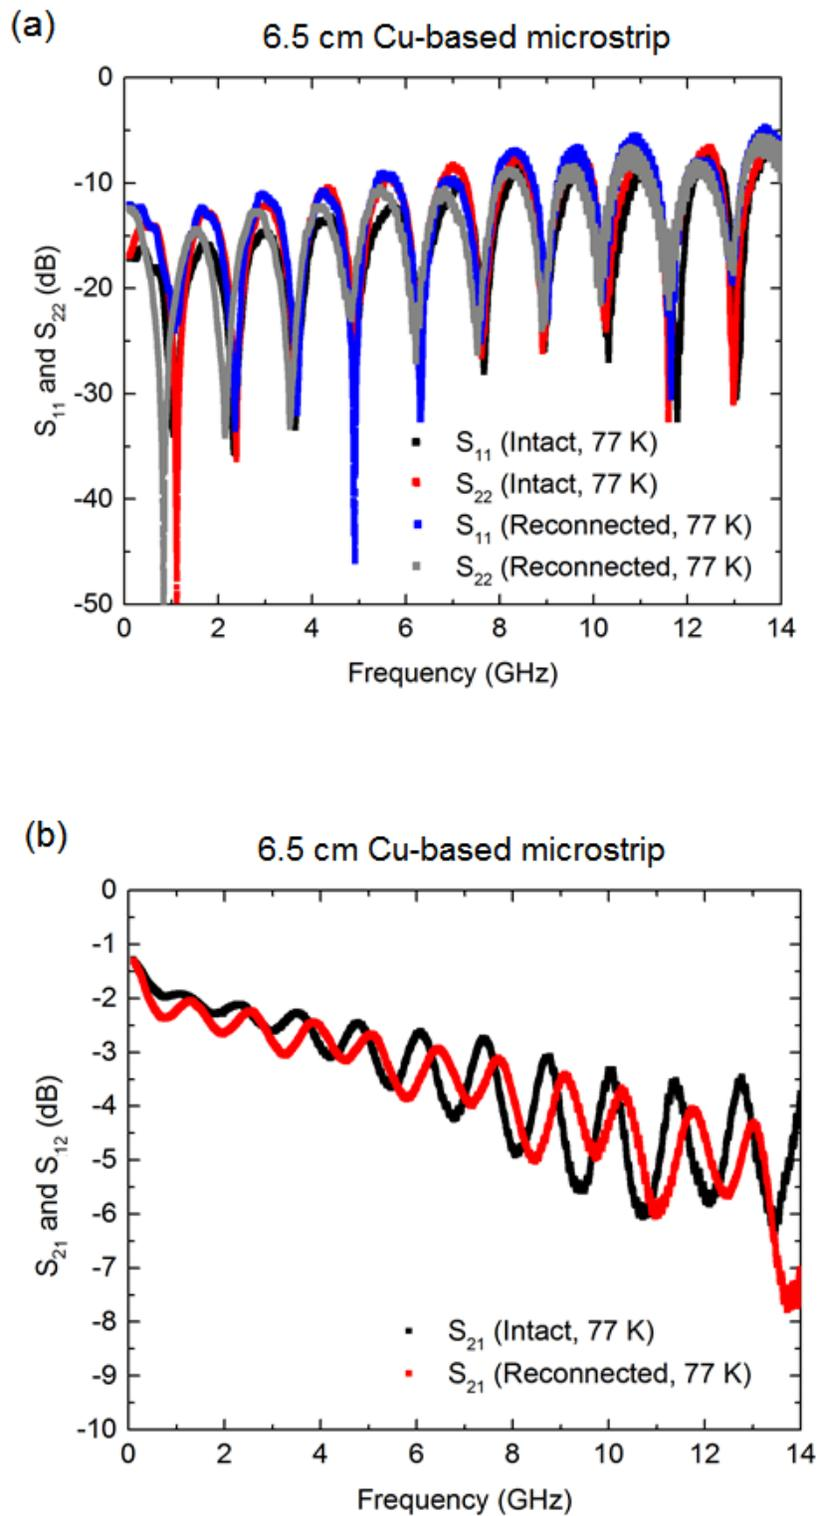 (a)
6.5 cm Cu-based microstrip
0
-10
-20
-30
-40
-50
S11 and S22 (dB)
S11 (Intact, 77 K)
S22 (Intact, 77 K)
S11 (Reconnected, 77 K)
S22 (Reconnected, 77 K)
0 2 4 6 8 10 12 14
Frequency (GHz)
(b)
6.5 cm Cu-based microstrip
0
-1
-2
-3
-4
-5
-6
-7
-8
-9
-10
S21 and S12 (dB)
S21 (Intact, 77 K)
S21 (Reconnected, 77 K)
0 2 4 6 8 10 12 14
Frequency (GHz)